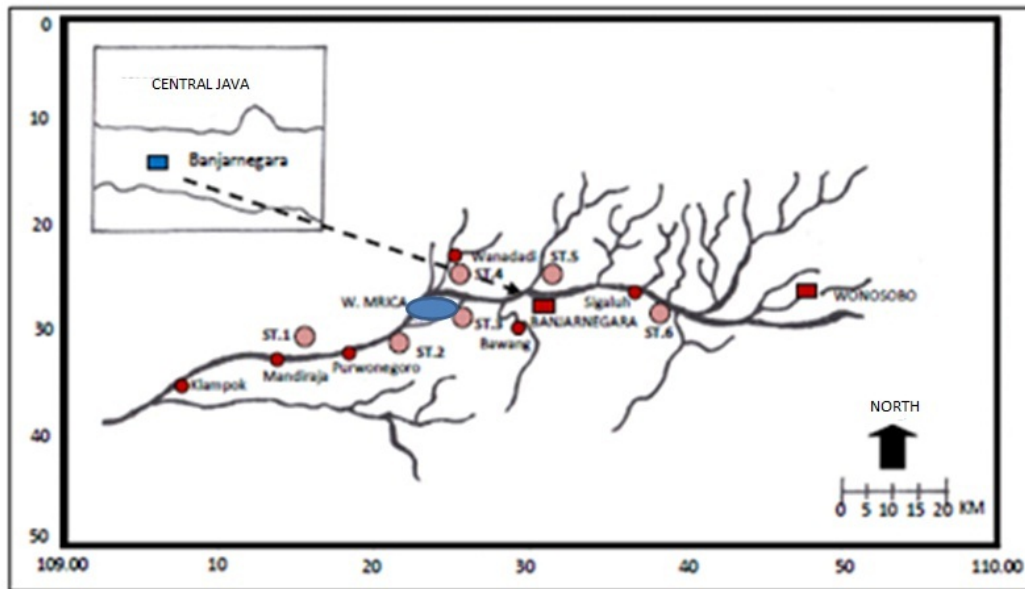 0
CENTRAL JAVA
10
Banjarnegara
20
Wanadadi
ST.5
ST.4
W. MRICA
Sigaluh
WONOSOBO
30
ST.1
ST.3
BANJARNEGARA
ST.6
ST.2
Bawang
Purwonegoro
Mandiraja
Klampok
NORTH
40
0 5 10 15 20 KM
50
109.00 10 20 30 40 50 110.00